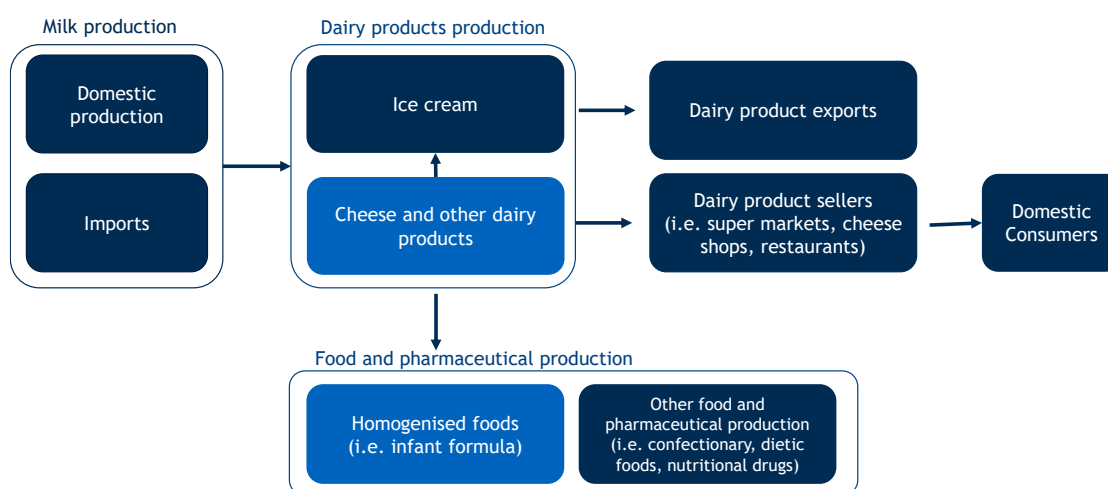 Milk production
Dairy products production
Domestic
production
Ice cream
Dairy product exports
Imports
Cheese and other dairy
products
Dairy product sellers
(i.e. super markets, cheese
shops, restaurants)
Domestic
Consumers
Food and pharmaceutical production
Homogenised foods
(i.e. infant formula)
Other food and
pharmaceutical production
(i.e. confectionary, dietic
foods, nutritional drugs)